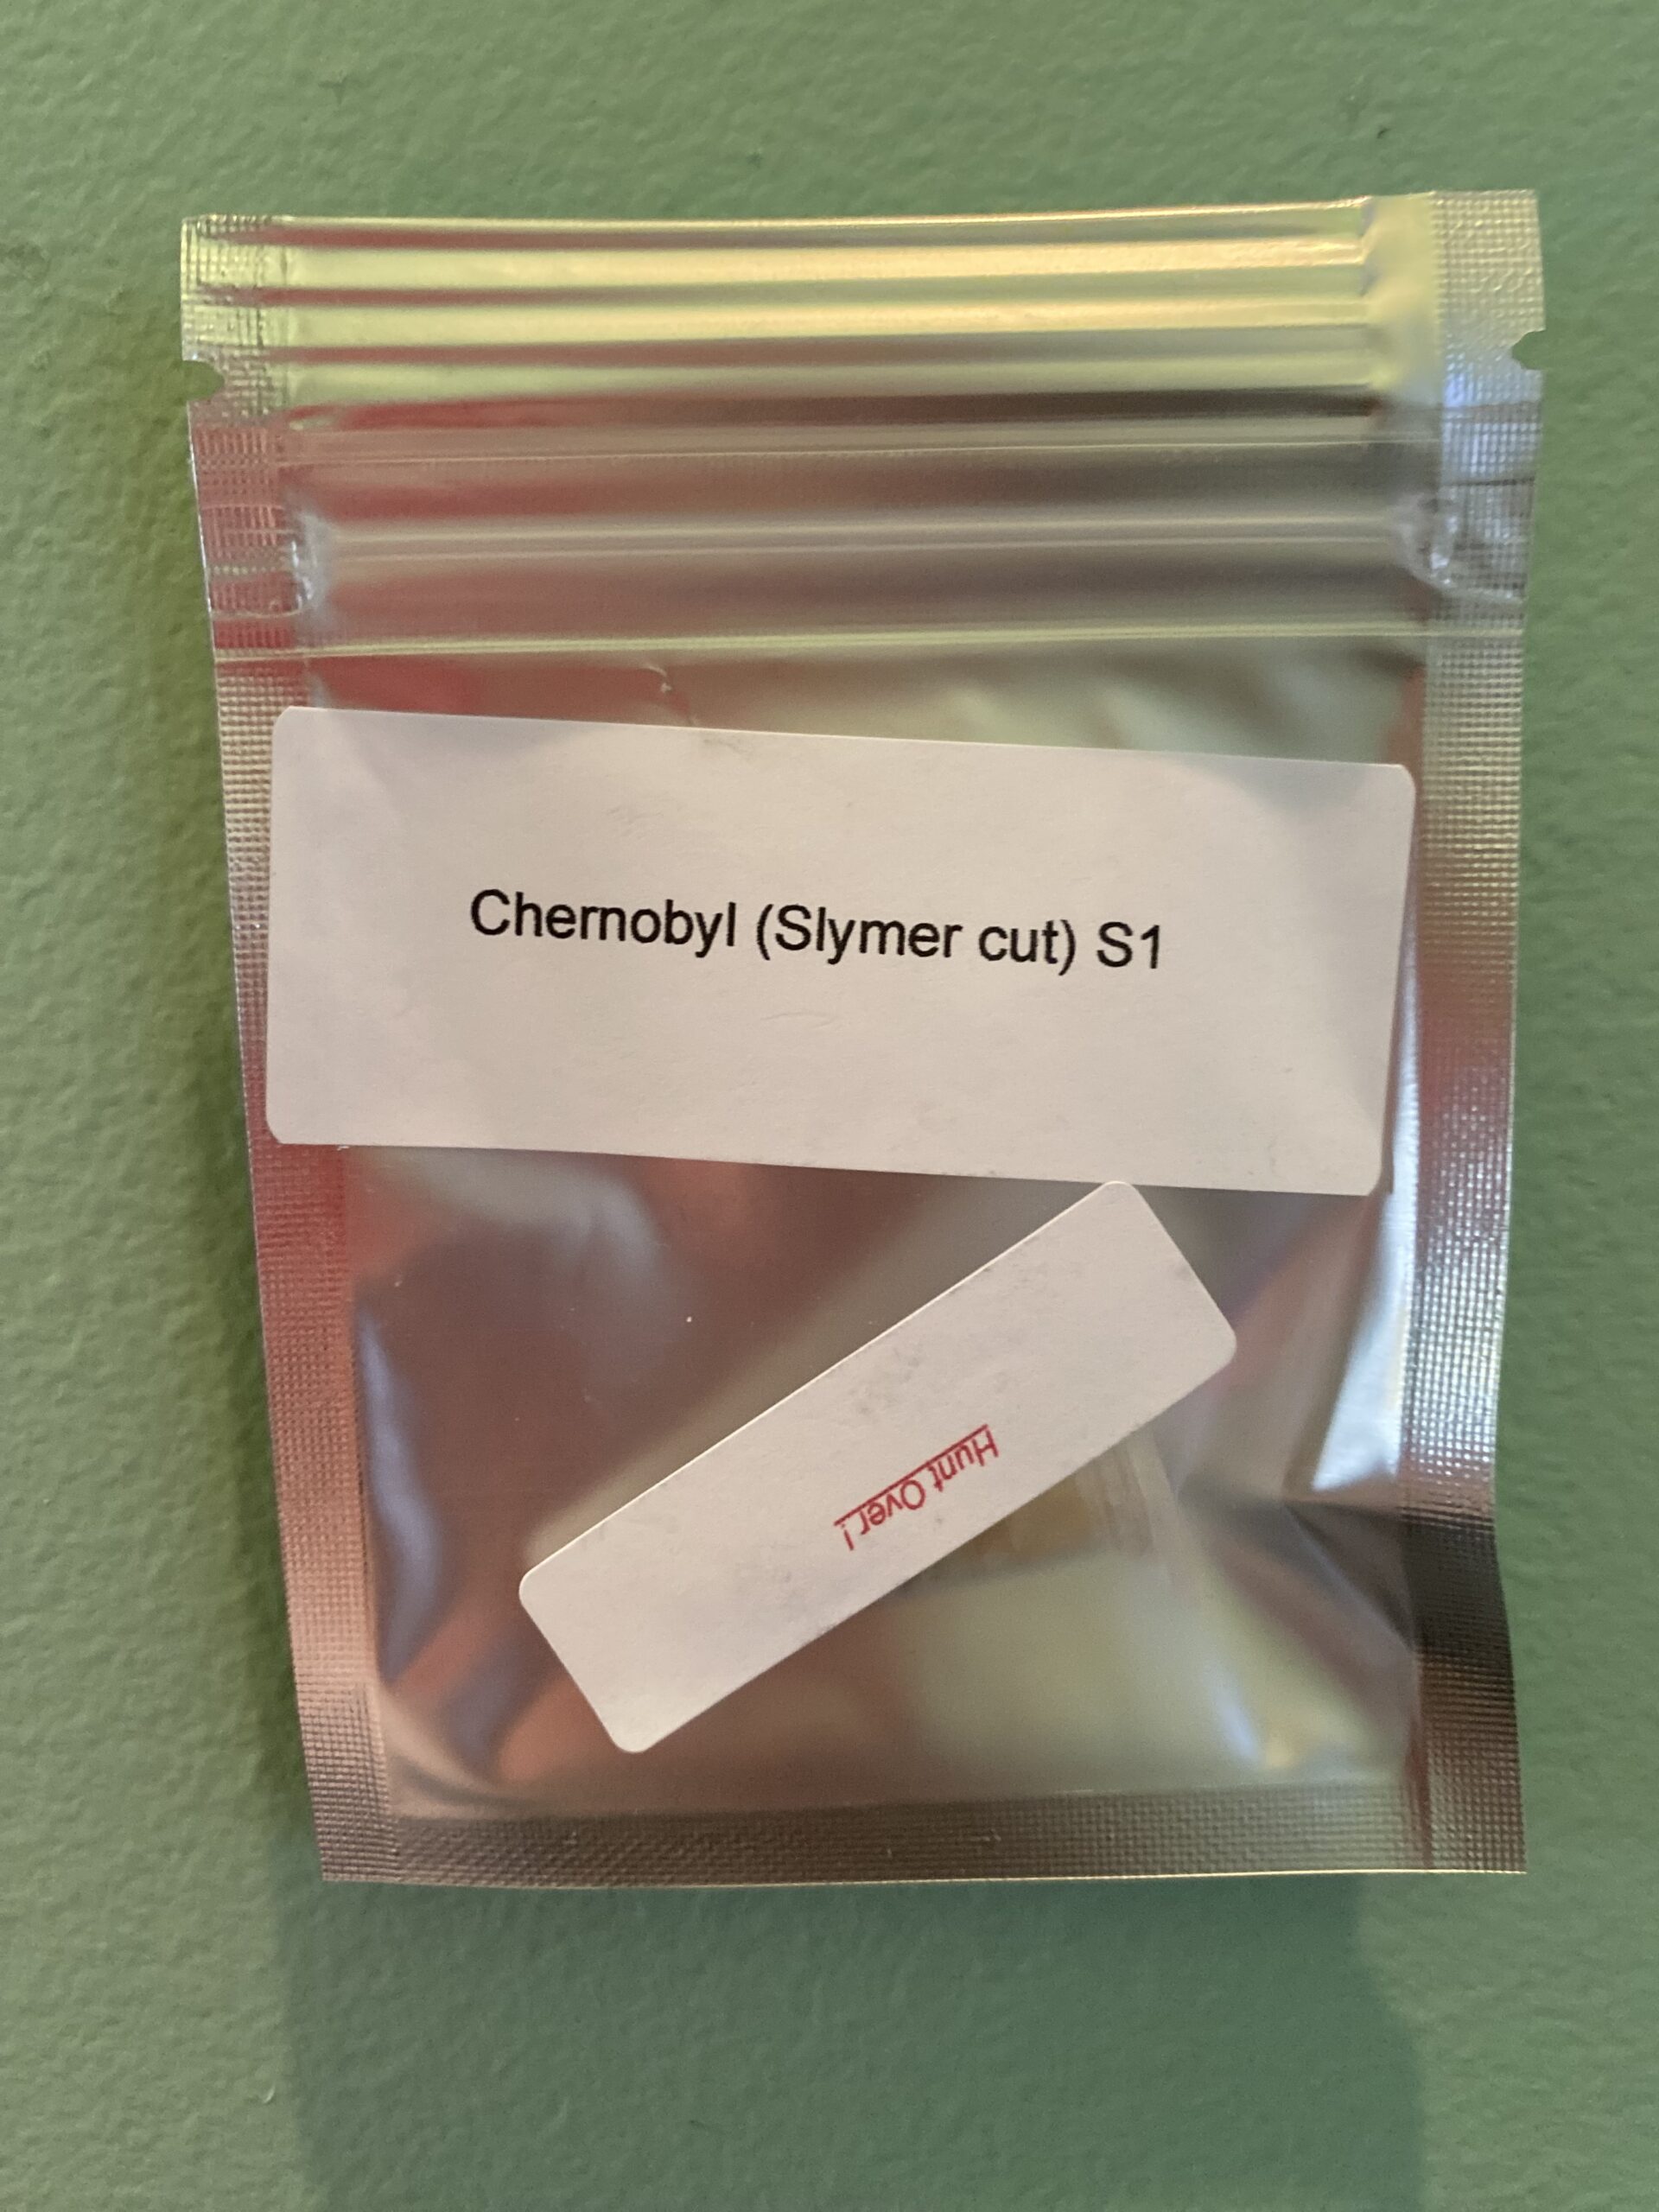 Chernobyl (Slymer cut) S1
Hunt Over!